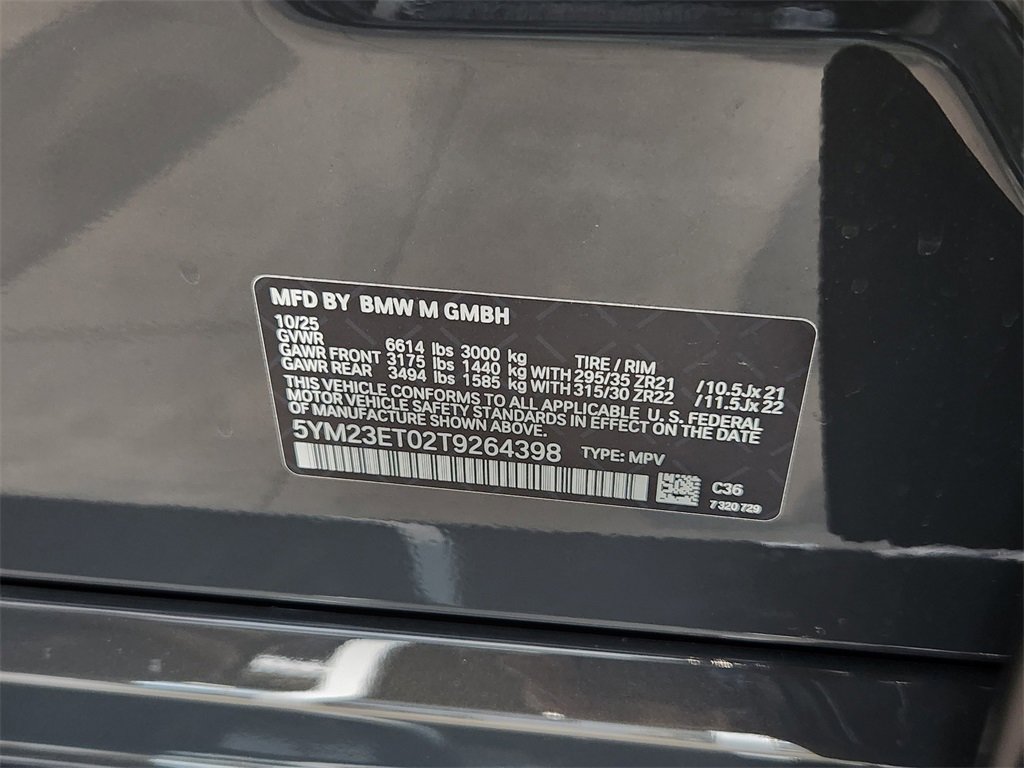 MFD BY BMW M GMBH
10/25
GVWR 6614 lbs 3000 kg TIRE / RIM
GAWR FRONT 3175 lbs 1440 kg WITH 295/35 ZR21 /10.5Jx 21
GAWR REAR 3494 lbs 1585 kg WITH 315/30 ZR22 /11.5Jx 22
THIS VEHICLE CONFORMS TO ALL APPLICABLE U.S. FEDERAL
MOTOR VEHICLE SAFETY STANDARDS IN EFFECT ON THE DATE
OF MANUFACTURE SHOWN ABOVE.
5YM23ET02T9264398 TYPE: MPV
C36
7320729